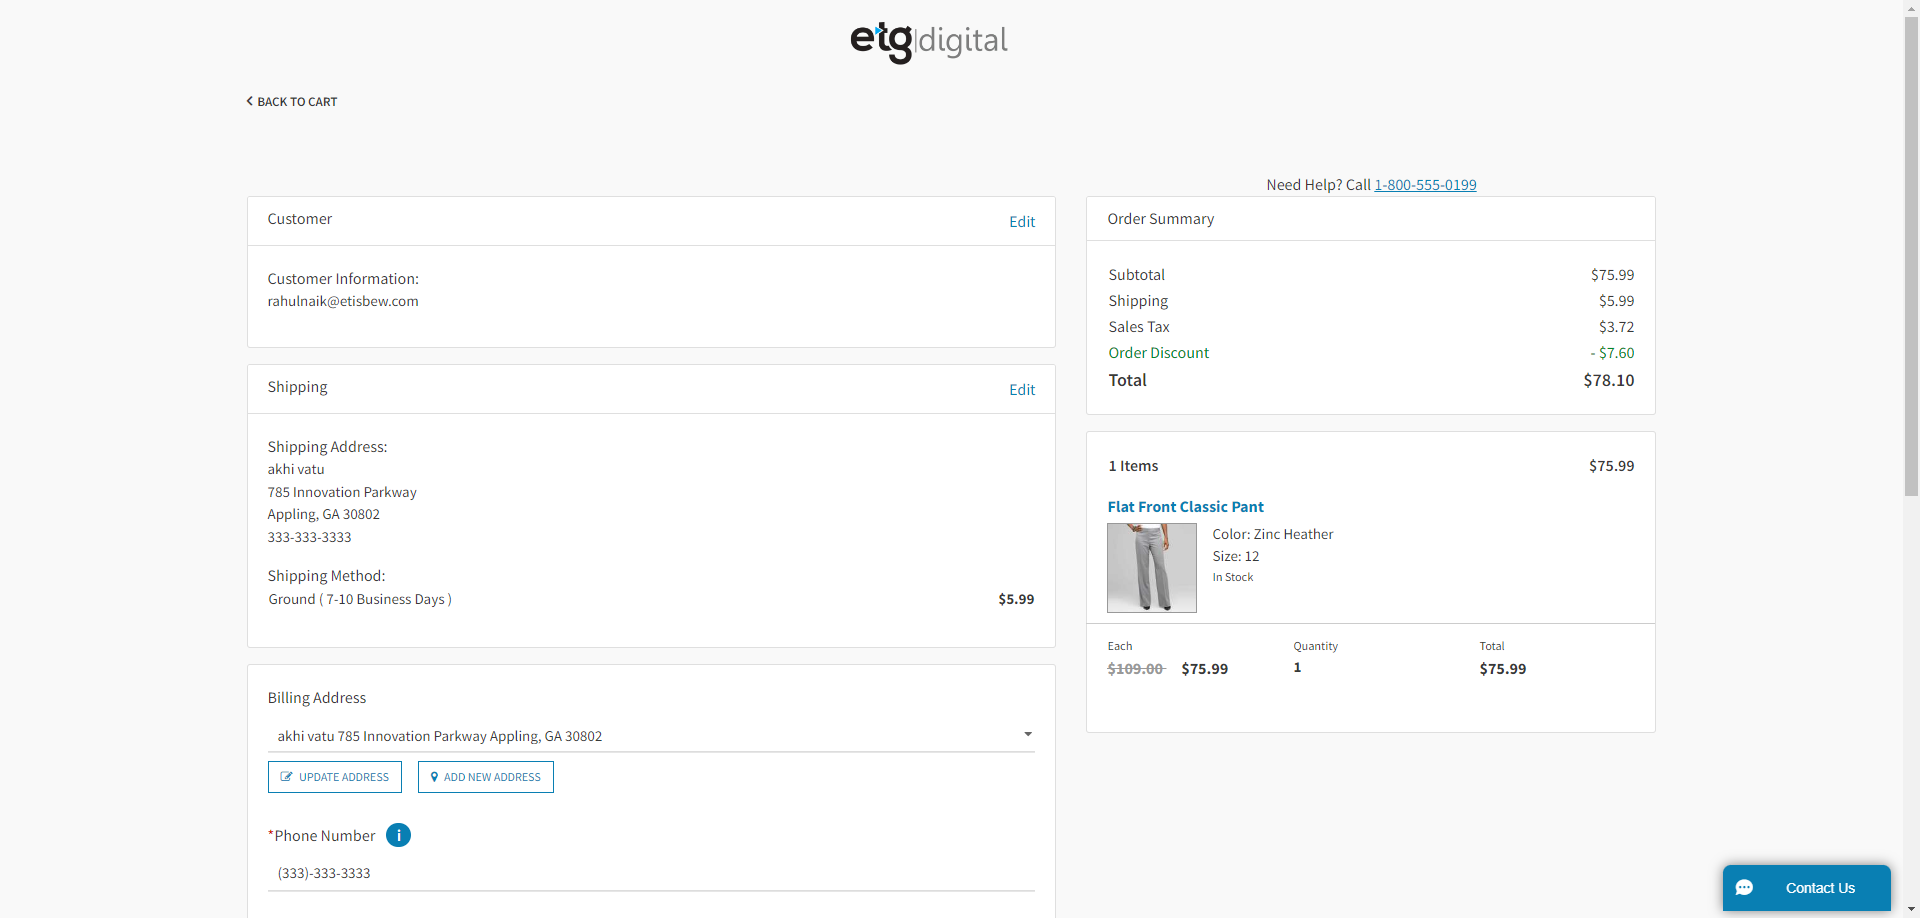 etg|digital
BACK TO CART
Need Help? Call 1-800-555-0199
Customer
Edit
Customer Information:
rahulnaik@etisbew.com
Shipping
Edit
Shipping Address:
akhi vatu
785 Innovation Parkway
Appling, GA 30802
333-333-3333
Shipping Method:
Ground ( 7-10 Business Days )
$5.99
Billing Address
akhi vatu 785 Innovation Parkway Appling, GA 30802
UPDATE ADDRESS
ADD NEW ADDRESS
*Phone Number i
(333)-333-3333
Order Summary
Subtotal $75.99
Shipping $5.99
Sales Tax $3.72
Order Discount - $7.60
Total $78.10
1 Items $75.99
Flat Front Classic Pant
Color: Zinc Heather
Size: 12
In Stock
Each Quantity Total
$109.00 $75.99 1 $75.99
Contact Us